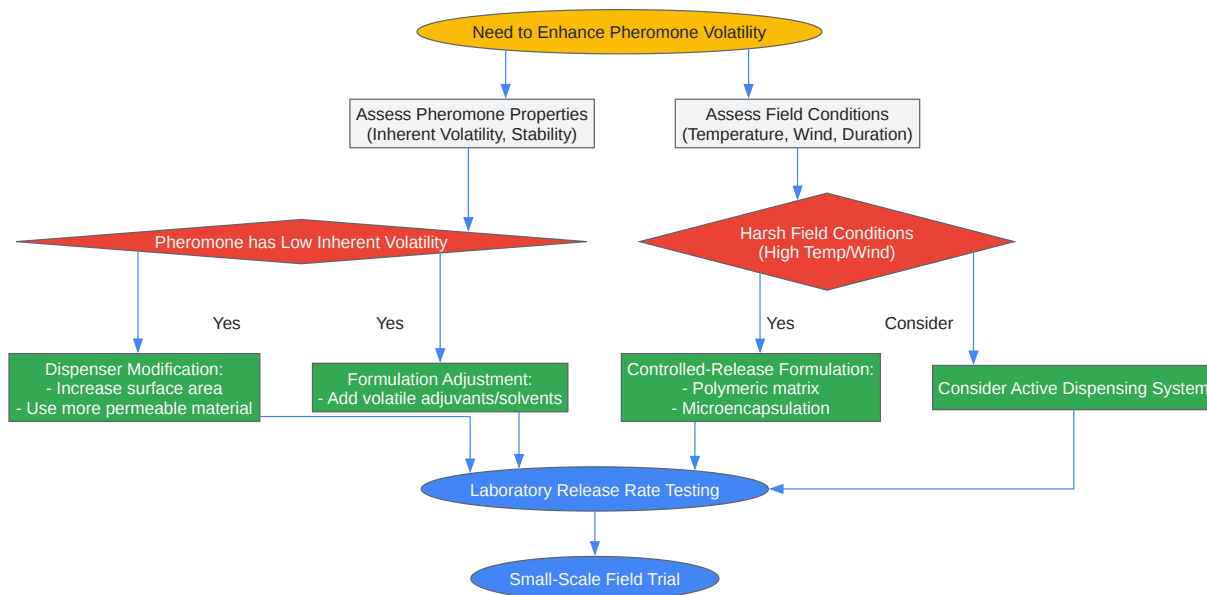 Need to Enhance Pheromone Volatility
Assess Pheromone Properties
(Inherent Volatility, Stability)
Assess Field Conditions
(Temperature, Wind, Duration)
Pheromone has Low Inherent Volatility
Harsh Field Conditions
(High Temp/Wind)
Yes
Yes
Yes
Consider
Dispenser Modification:
- Increase surface area
- Use more permeable material
Formulation Adjustment:
- Add volatile adjuvants/solvents
Controlled-Release Formulation:
- Polymeric matrix
- Microencapsulation
Consider Active Dispensing System
Laboratory Release Rate Testing
Small-Scale Field Trial